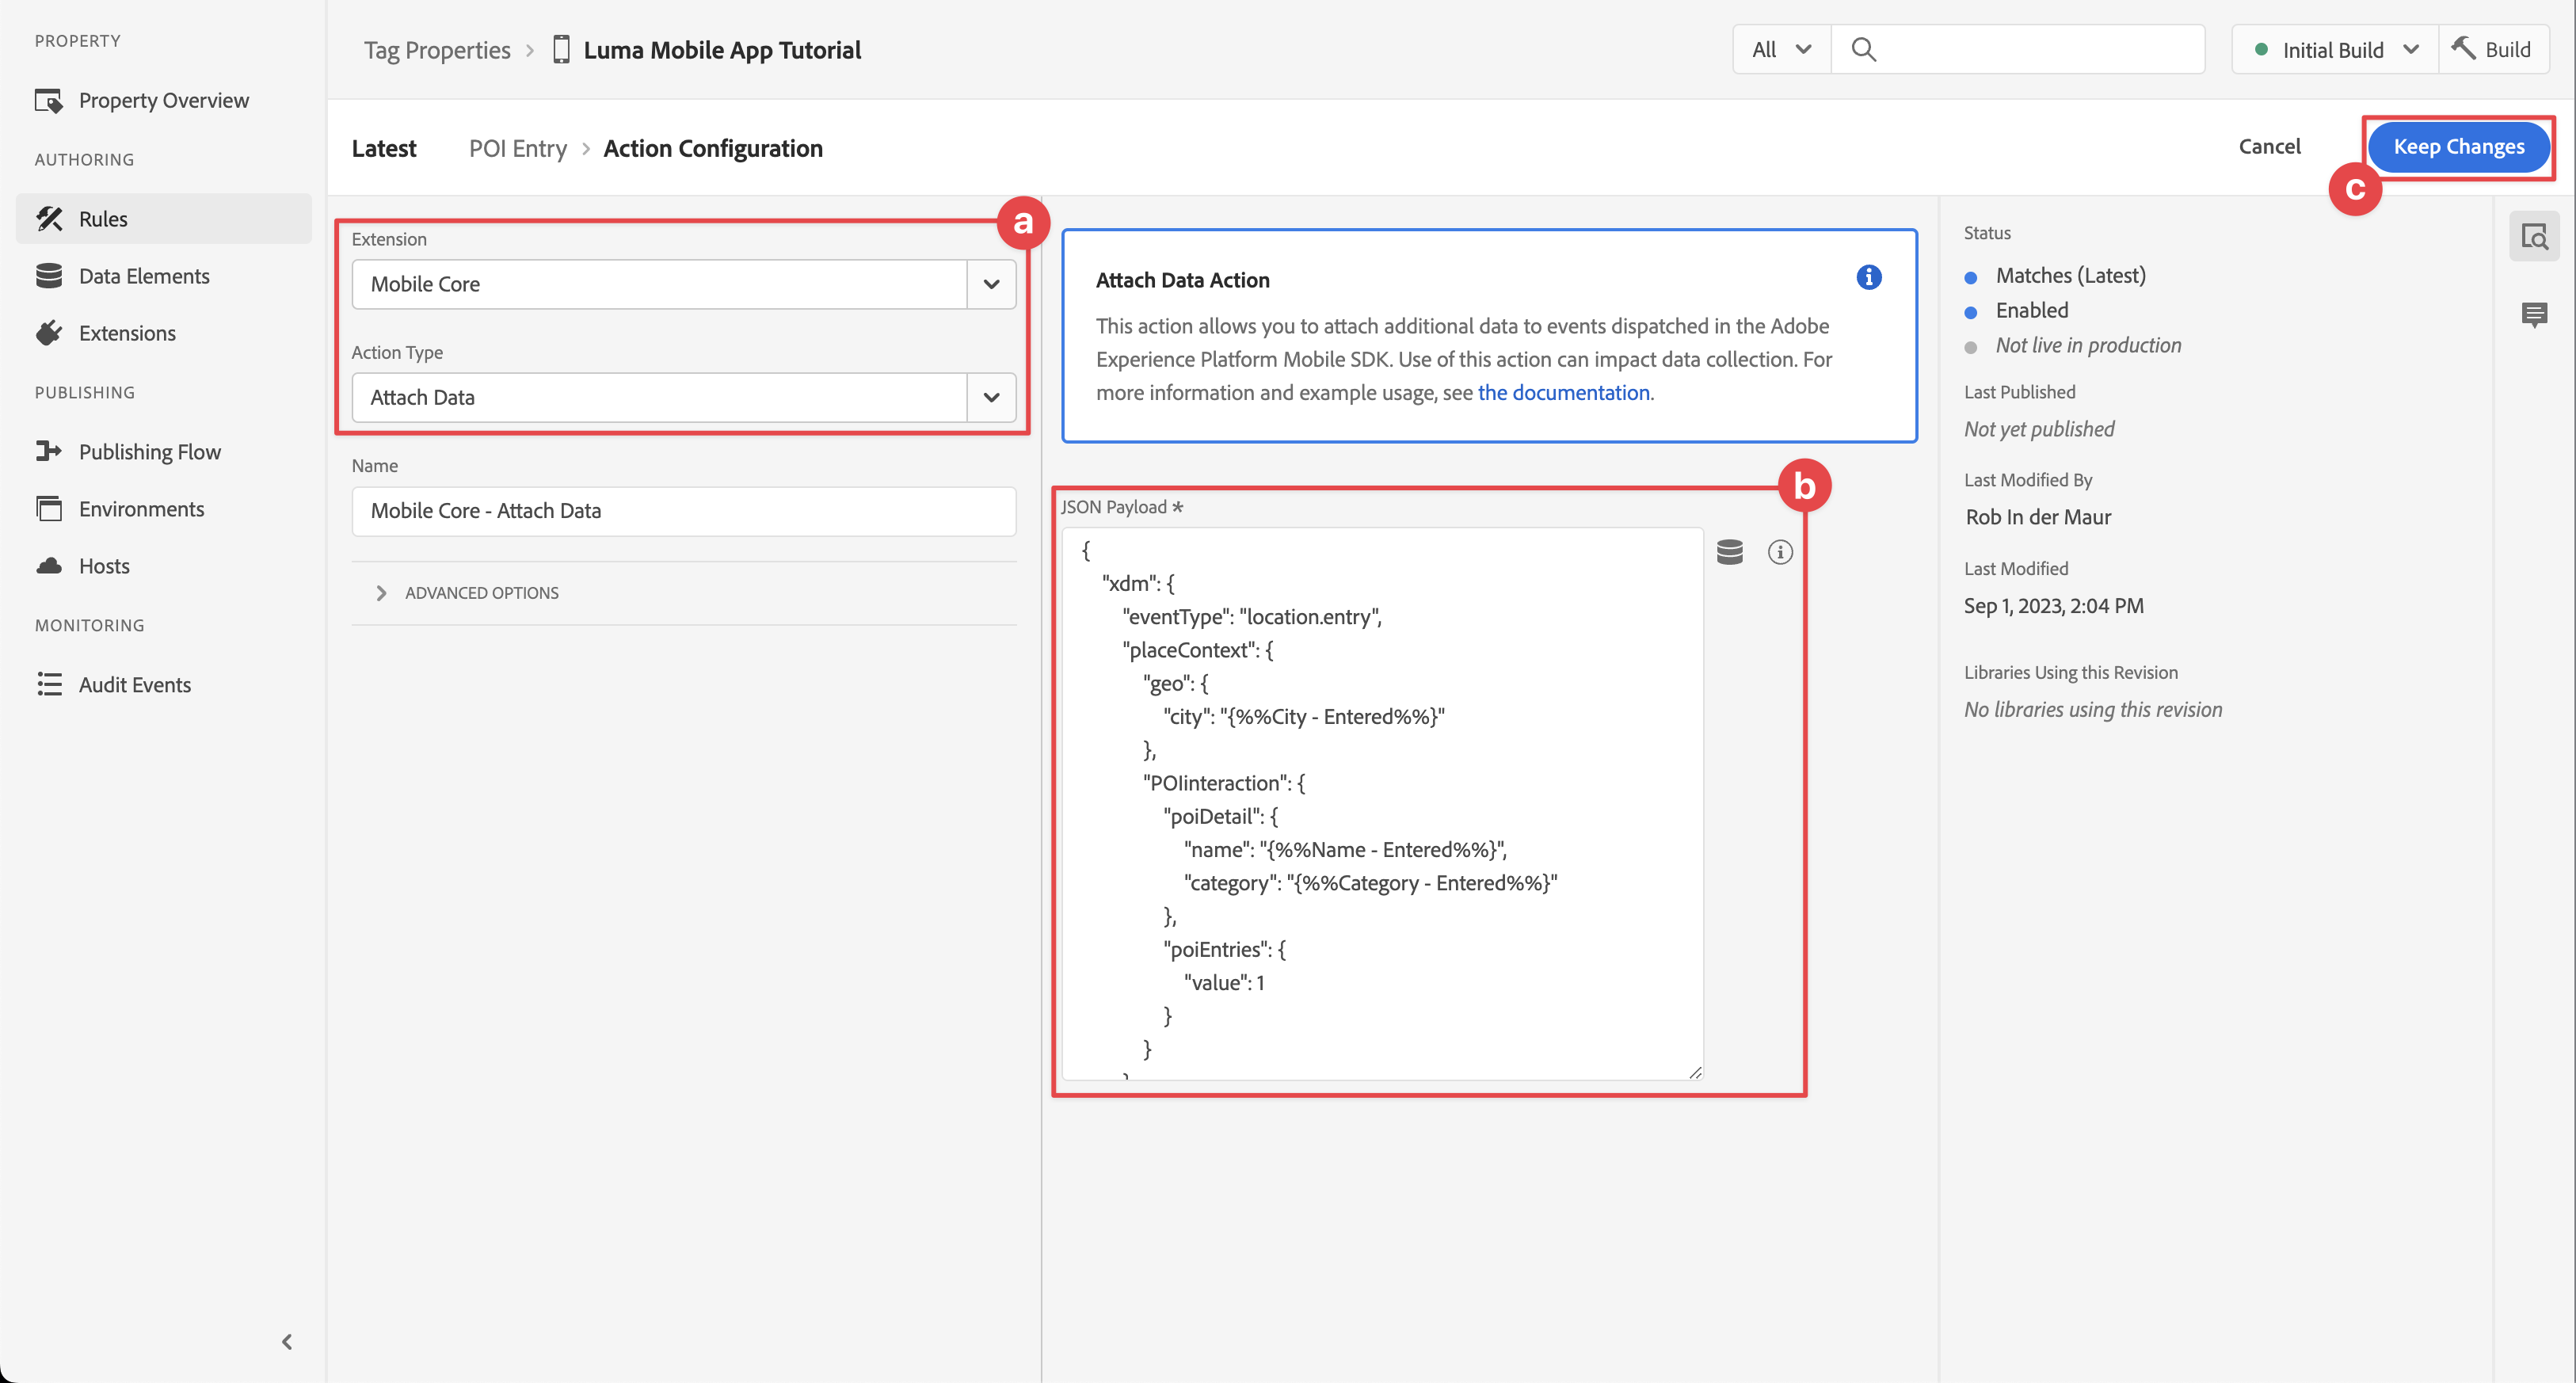 PROPERTY
Property Overview
AUTHORING
Rules
Data Elements
Extensions
PUBLISHING
Publishing Flow
Environments
Hosts
MONITORING
Audit Events
Tag Properties
Luma Mobile App Tutorial
All
Initial Build
Build
Latest
POI Entry
Action Configuration
Cancel
Keep Changes
c
a
Extension
Mobile Core
Action Type
Attach Data
Name
Mobile Core - Attach Data
ADVANCED OPTIONS
Attach Data Action
This action allows you to attach additional data to events dispatched in the Adobe
Experience Platform Mobile SDK. Use of this action can impact data collection. For
more information and example usage, see the documentation.
b
JSON Payload *
{
"xdm": {
"eventType": "location.entry",
"placeContext": {
"geo": {
"city": "{%%City - Entered%%}"
},
"POIinteraction": {
"poiDetail": {
"name": "{%%Name - Entered%%}",
"category": "{%%Category - Entered%%}"
},
"poiEntries": {
"value": 1
}
}
Status
Matches (Latest)
Enabled
Not live in production
Last Published
Not yet published
Last Modified By
Rob In der Maur
Last Modified
Sep 1, 2023, 2:04 PM
Libraries Using this Revision
No libraries using this revision